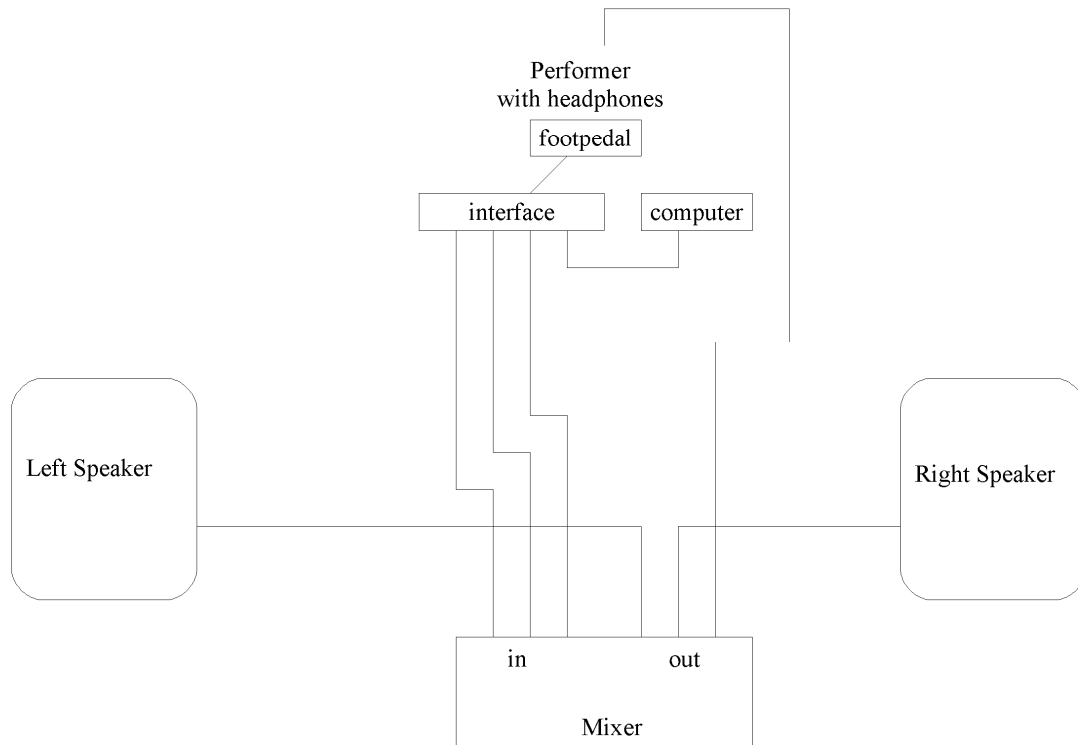 Performer
with headphones
footpedal
interface
computer
Left Speaker
Right Speaker
in
out
Mixer